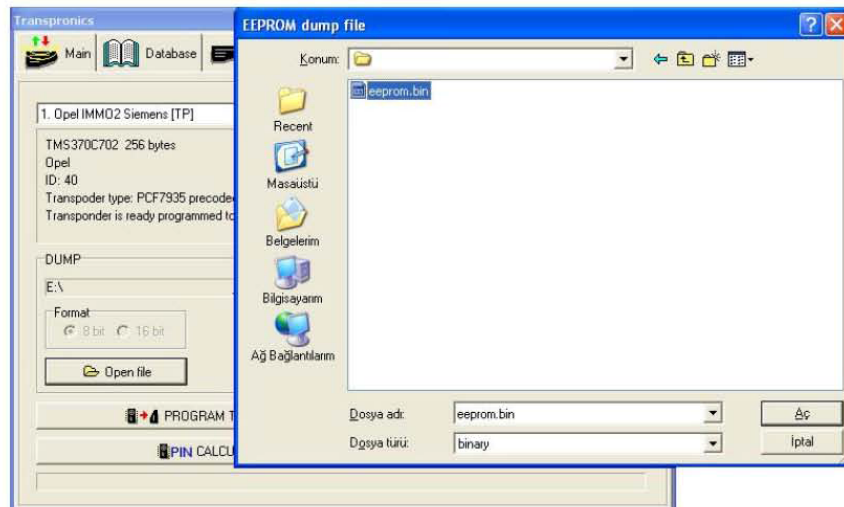 Transpronics
Main
Database
1. Opel IMMO2 Siemens [TP]
TMS370C702 256 bytes
Opel
ID: 40
Transpoder type: PCF7935 precode
Transponder is ready programmed to
DUMP
E:\
Format
8 bit
16 bit
Open file
PROGRAM T
PIN CALCU
EEPROM dump file
Konum:
eeprom.bin
Recent
Masaüstü
Belgelerim
Bilgisayarım
Ağ Bağlantılarım
Dosya adı:
eeprom.bin
Aç
Dosya türü:
binary
İptal